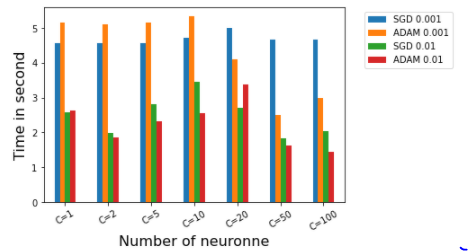 5
4
3
2
1
0
Time in second
C=1 C=2 C=5 C=10 C=20 C=50 C=100
Number of neuronne
SGD 0.001
ADAM 0.001
SGD 0.01
ADAM 0.01